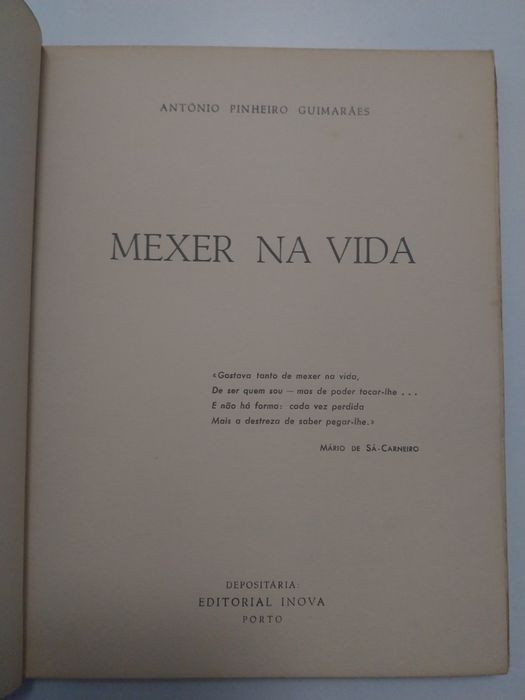 ANTÓNIO PINHEIRO GUIMARÃES
MEXER NA VIDA
«Gostava tanto de mexer na vida,
De ser quem sou — mas de poder tocar-lhe . . .
E não há forma: cada vez perdida
Mais a destreza de saber pegar-lhe.»
MÁRIO DE SÁ-CARNEIRO
DEPOSITÁRIA:
EDITORIAL INOVA
PORTO